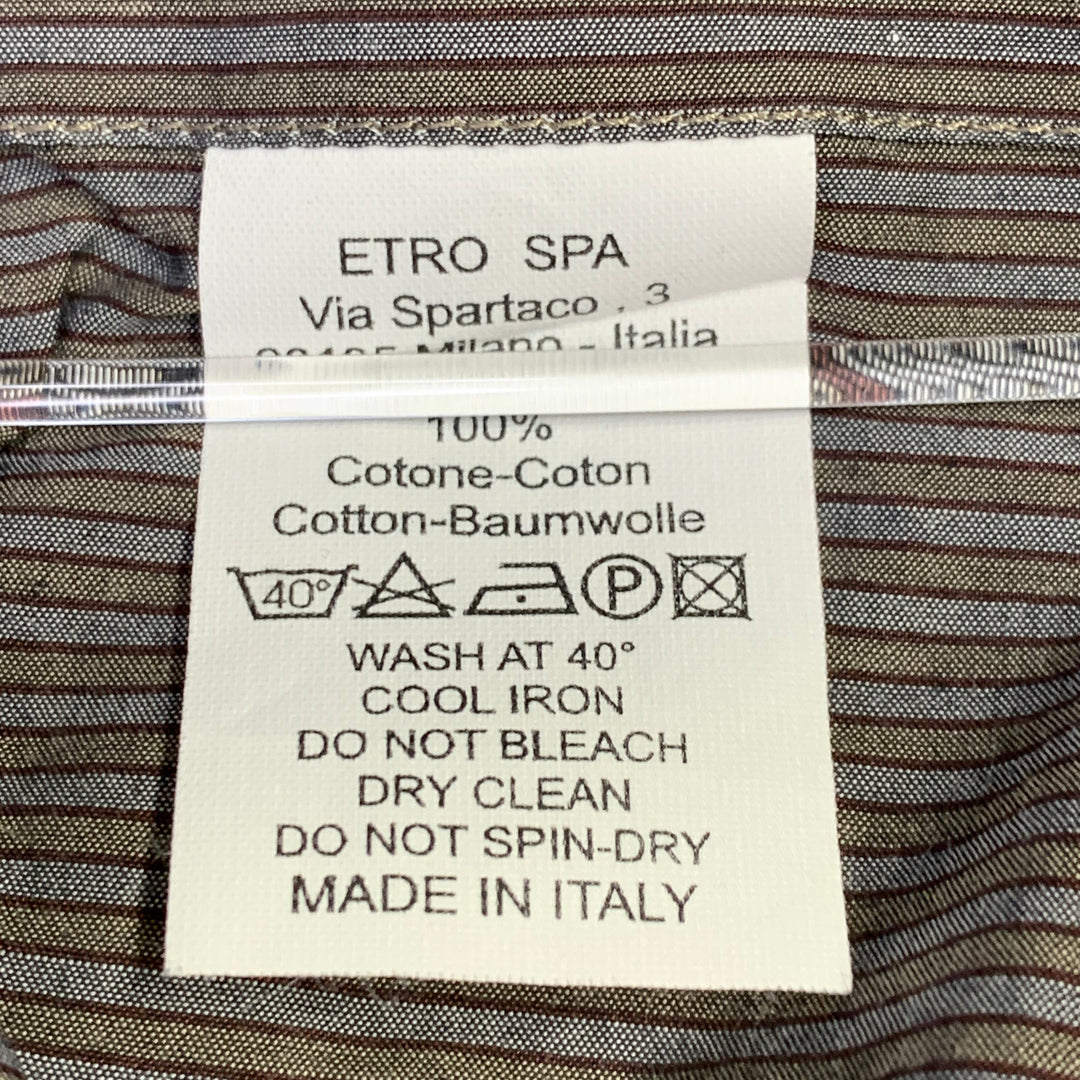 ETRO SPA
Via Spartaco , 3
Milano - Italia
100%
Cotone-Coton
Cotton-Baumwolle
40° P
WASH AT 40°
COOL IRON
DO NOT BLEACH
DRY CLEAN
DO NOT SPIN-DRY
MADE IN ITALY